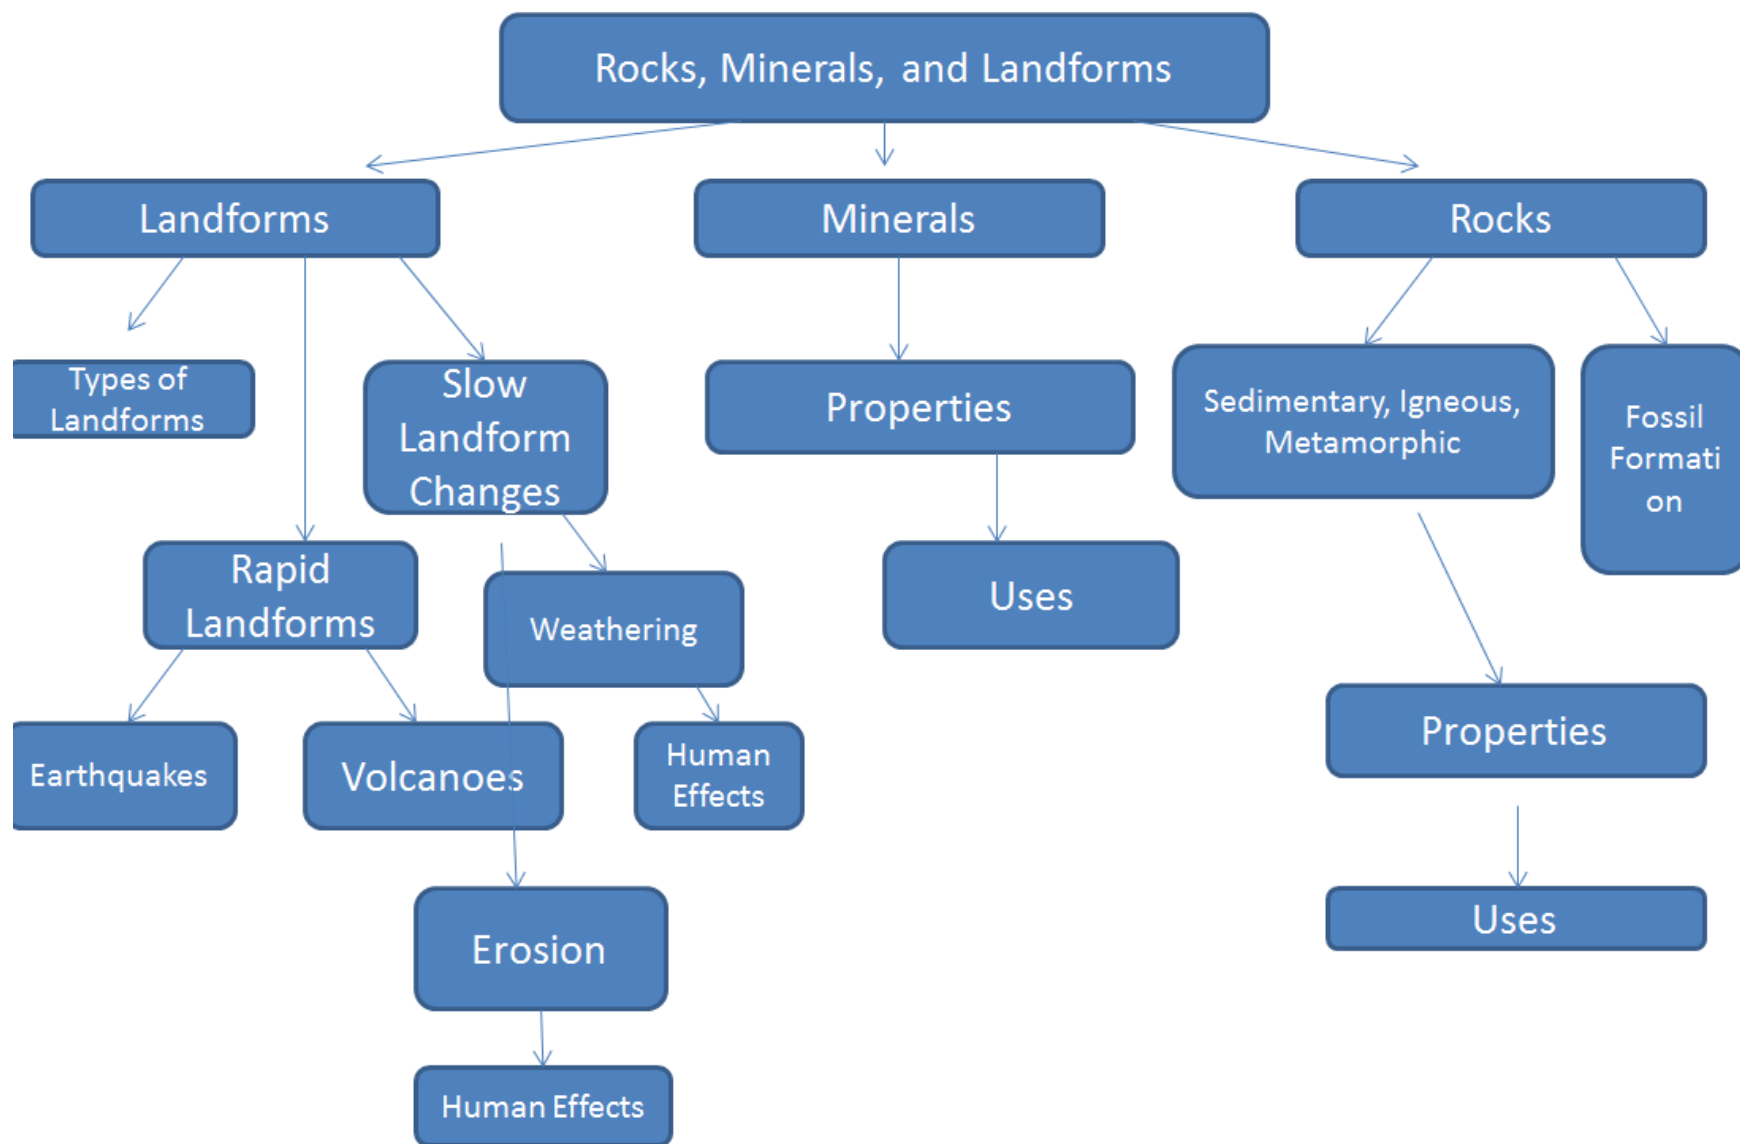 Rocks, Minerals, and Landforms
Landforms
Minerals
Rocks
Types of
Landforms
Slow
Landform
Changes
Properties
Sedimentary, Igneous,
Metamorphic
Fossil
Formati
on
Rapid
Landforms
Weathering
Uses
Earthquakes
Volcanoes
Human
Effects
Properties
Erosion
Uses
Human Effects